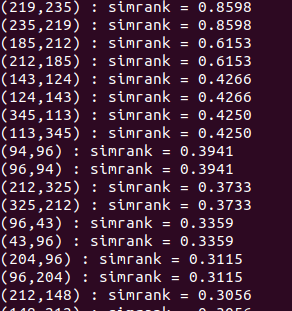 (219,235) : simrank = 0.8598
(235,219) : simrank = 0.8598
(185,212) : simrank = 0.6153
(212,185) : simrank = 0.6153
(143,124) : simrank = 0.4266
(124,143) : simrank = 0.4266
(345,113) : simrank = 0.4250
(113,345) : simrank = 0.4250
(94,96) : simrank = 0.3941
(96,94) : simrank = 0.3941
(212,325) : simrank = 0.3733
(325,212) : simrank = 0.3733
(96,43) : simrank = 0.3359
(43,96) : simrank = 0.3359
(204,96) : simrank = 0.3115
(96,204) : simrank = 0.3115
(212,148) : simrank = 0.3056